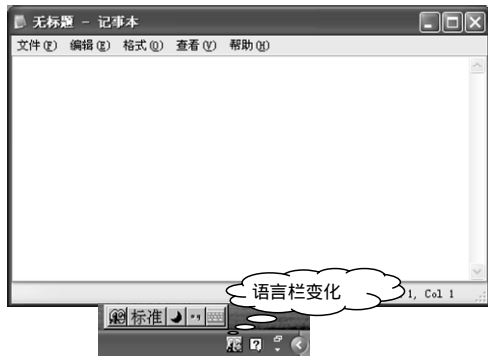 无标题 - 记事本
文件(F) 编辑(E) 格式(O) 查看(V) 帮助(H)
语言栏变化
1, Col 1
标准